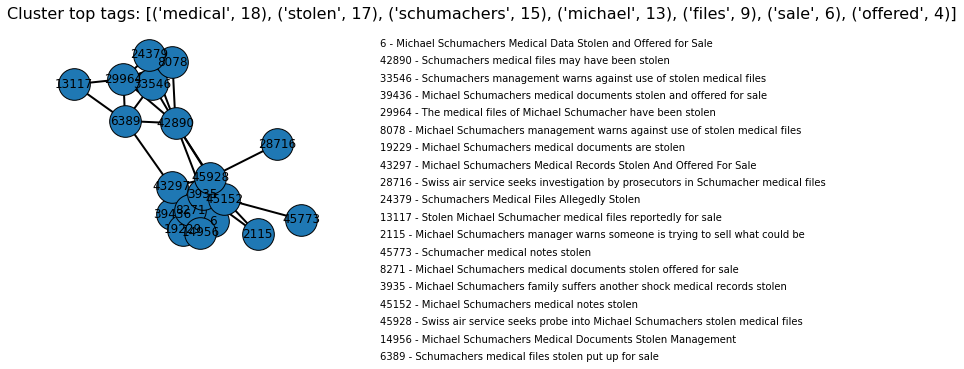 Cluster top tags: [('medical', 18), ('stolen', 17), ('schumachers', 15), ('michael', 13), ('files', 9), ('sale', 6), ('offered', 4)]
6 - Michael Schumachers Medical Data Stolen and Offered for Sale
42890 - Schumachers medical files may have been stolen
33546 - Schumachers management warns against use of stolen medical files
39436 - Michael Schumachers medical documents stolen and offered for sale
29964 - The medical files of Michael Schumacher have been stolen
8078 - Michael Schumachers management warns against use of stolen medical files
19229 - Michael Schumachers medical documents are stolen
43297 - Michael Schumachers Medical Records Stolen And Offered For Sale
28716 - Swiss air service seeks investigation by prosecutors in Schumacher medical files
24379 - Schumachers Medical Files Allegedly Stolen
13117 - Stolen Michael Schumacher medical files reportedly for sale
2115 - Michael Schumachers manager warns someone is trying to sell what could be
45773 - Schumacher medical notes stolen
8271 - Michael Schumachers medical documents stolen offered for sale
3935 - Michael Schumachers family suffers another shock medical records stolen
45152 - Michael Schumachers medical notes stolen
45928 - Swiss air service seeks probe into Michael Schumachers stolen medical files
14956 - Michael Schumachers Medical Documents Stolen Management
6389 - Schumachers medical files stolen put up for sale
24379
8078
29964
33546
13117
6389
42890
28716
45928
43297
3935
45152
8271
39436
6
45773
19229
14956
2115